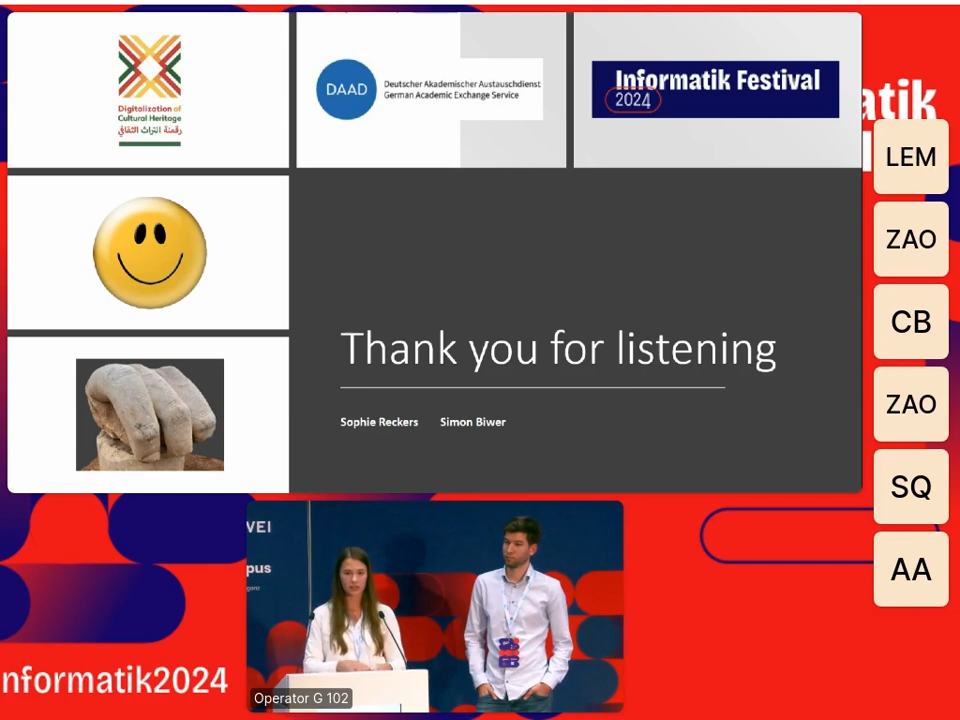 Digitalization of
Cultural Heritage
رقمنة التراث الثقافي
DAAD
Deutscher Akademischer Austauschdienst
German Academic Exchange Service
Informatik Festival
2024
atik
LEM
ZAO
CB
ZAO
SQ
AA
Thank you for listening
Sophie Reckers Simon Biwer
VEI
pus
Operator G 102
nformatik2024